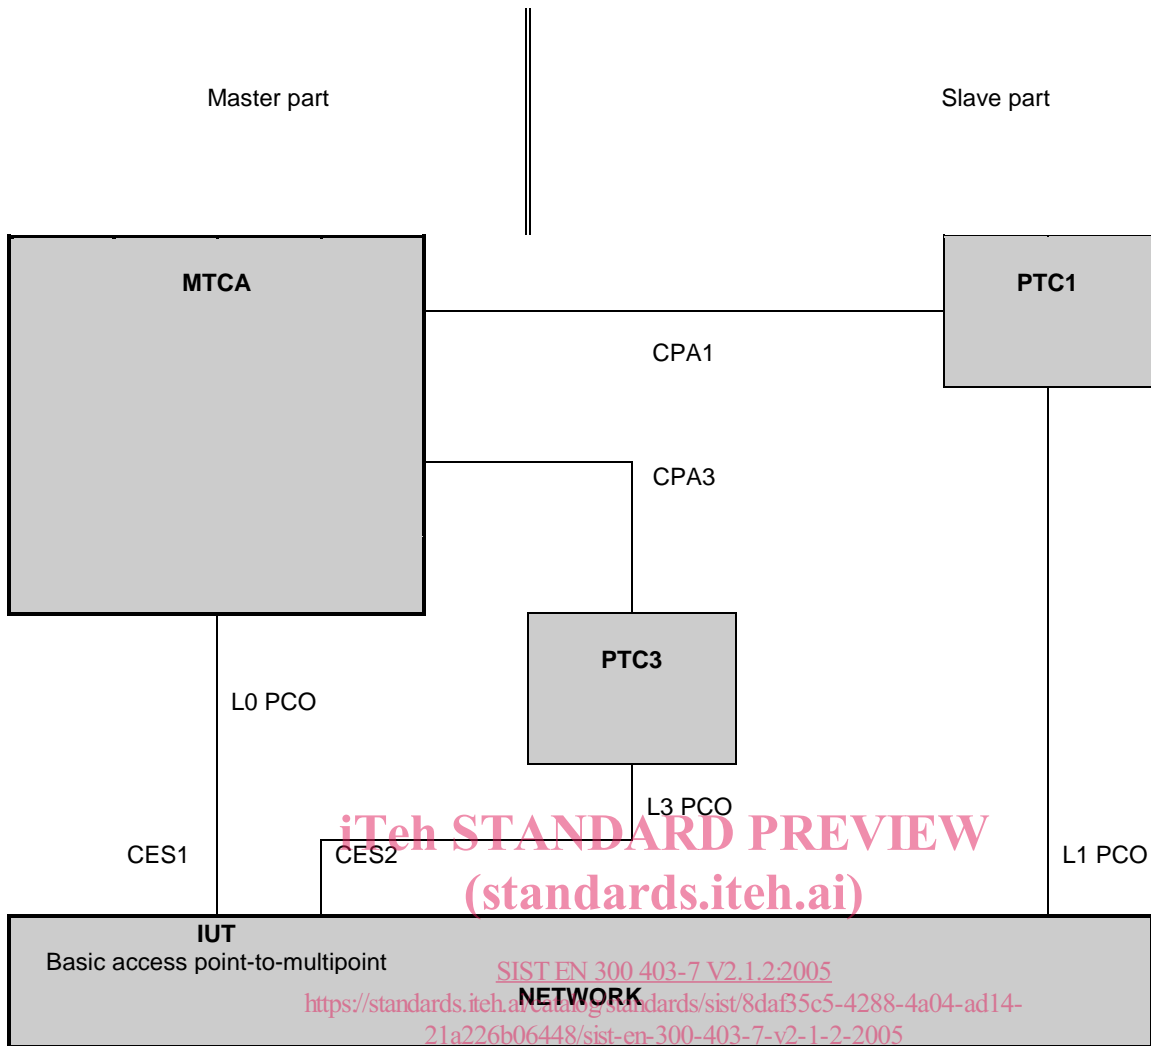 Master part
Slave part
MTCA
PTC1
CPA1
CPA3
PTC3
L0 PCO
L3 PCO
iTeh STANDARD PREVIEW
CES1
CES2
L1 PCO
(standards.iteh.ai)
IUT
Basic access point-to-multipoint
SIST EN 300 403-7 V2.1.2:2005
NETWORK
https://standards.iteh.ai/catalog/standards/sist/8daf35c5-4288-4a04-ad14-
21a226b06448/sist-en-300-403-7-v2-1-2-2005